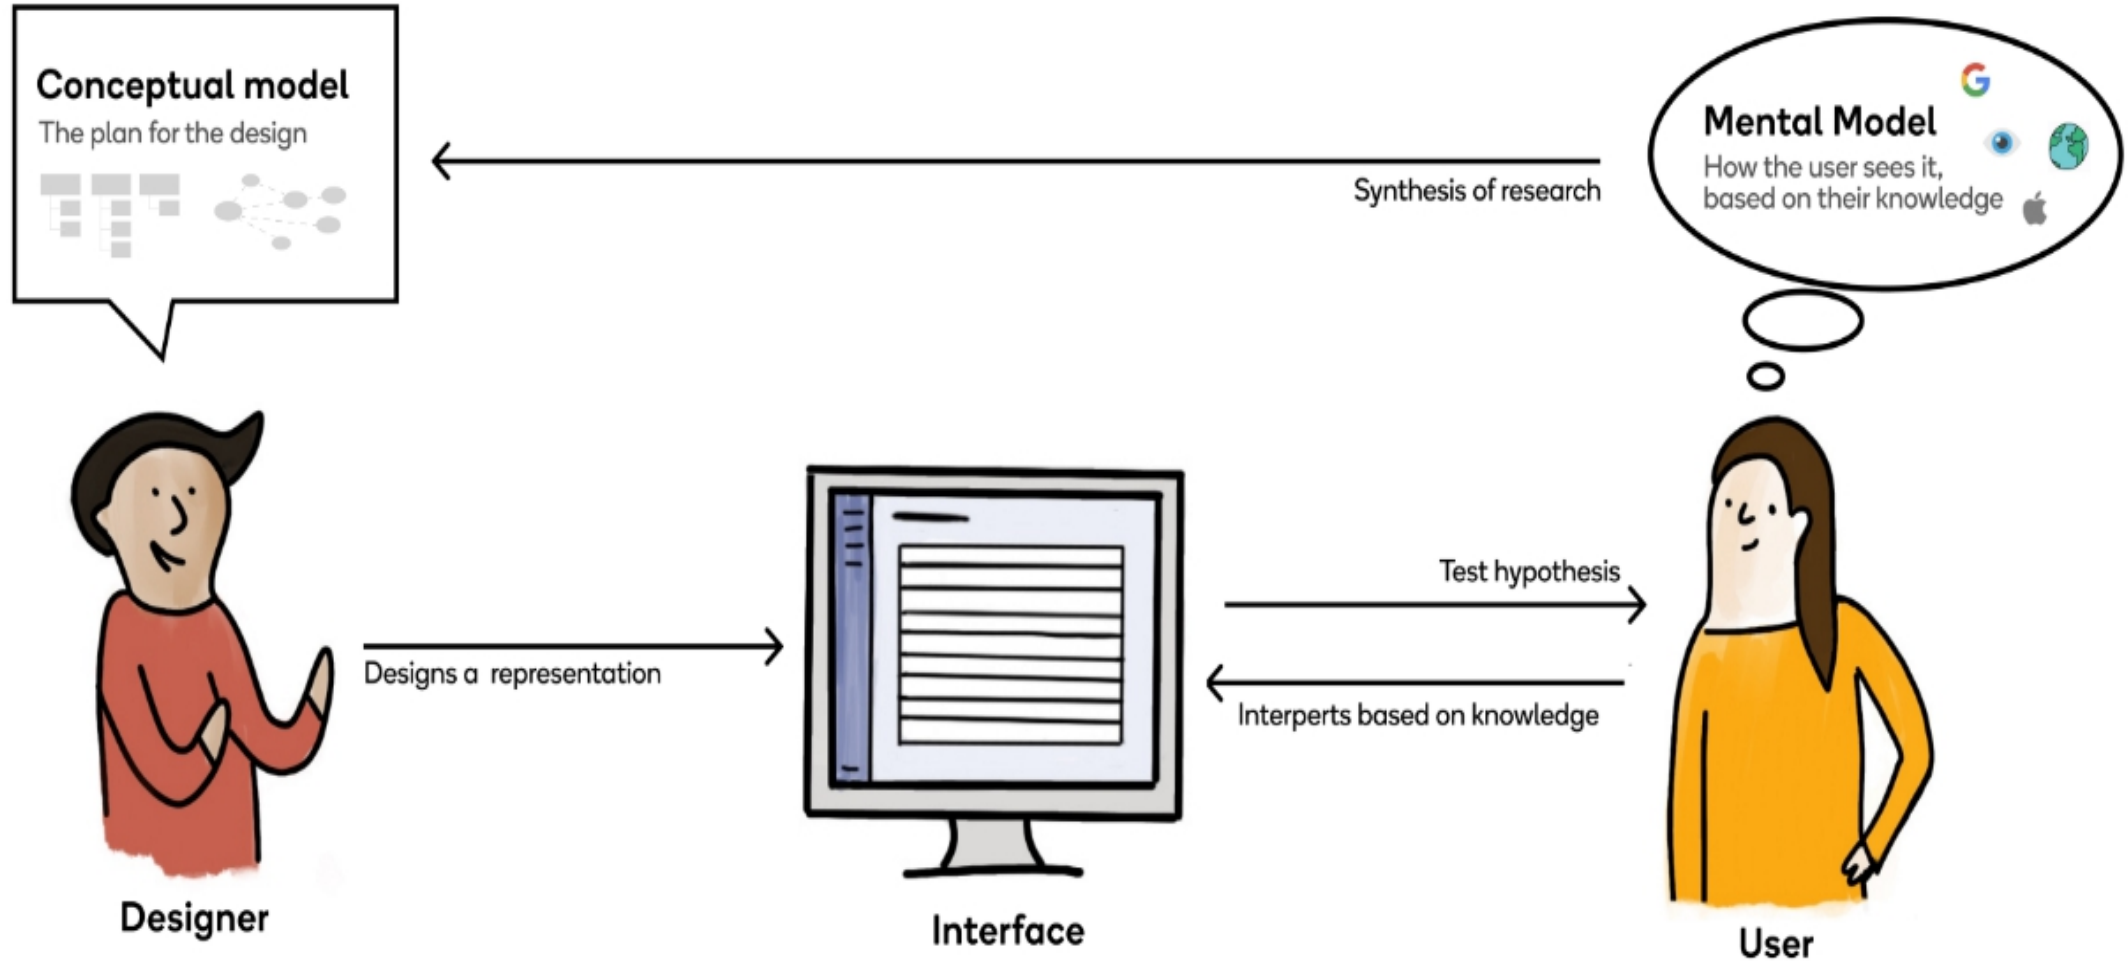 Conceptual model
The plan for the design
Synthesis of research
Mental Model
How the user sees it,
based on their knowledge
Designs a representation
Test hypothesis
Interperts based on knowledge
Designer
Interface
User